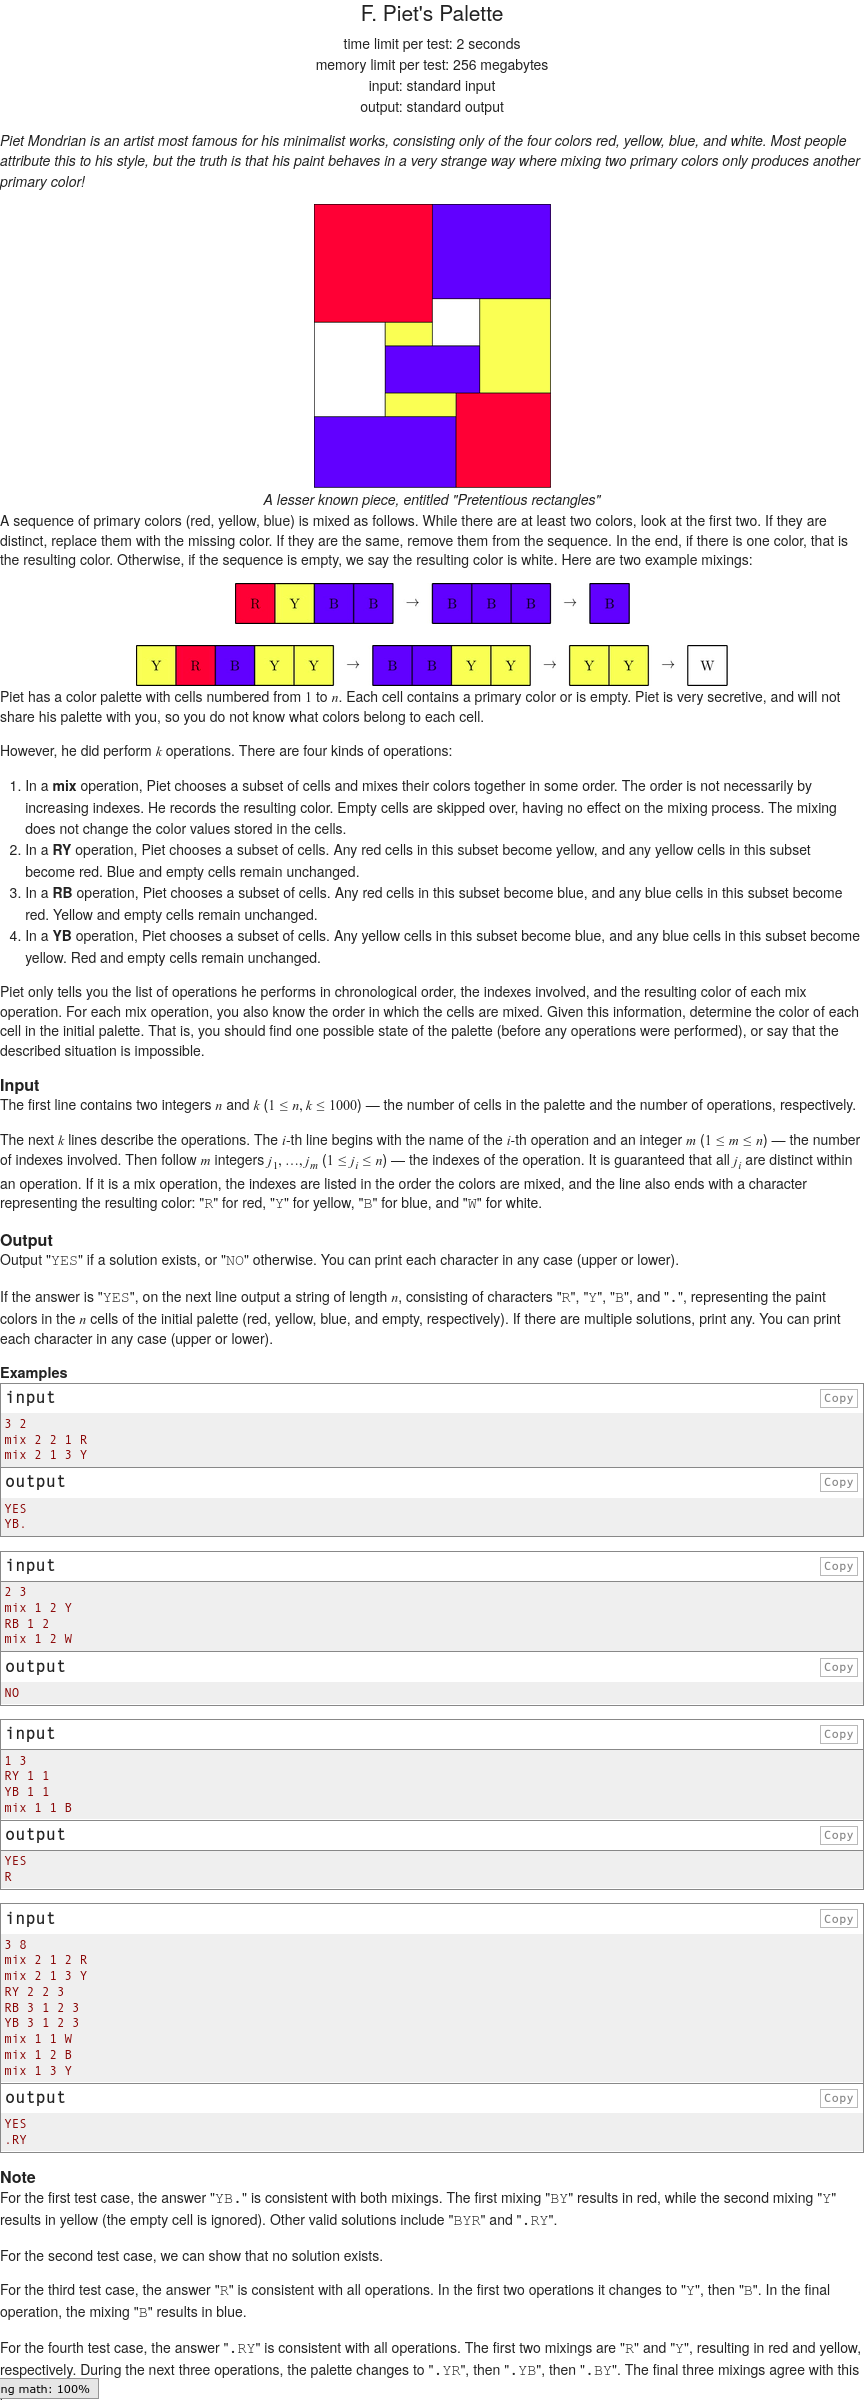 F. Piet's Palette
time limit per test: 2 seconds
memory limit per test: 256 megabytes
input: standard input
output: standard output
Piet Mondrian is an artist most famous for his minimalist works, consisting only of the four colors red, yellow, blue, and white. Most people
attribute this to his style, but the truth is that his paint behaves in a very strange way where mixing two primary colors only produces another
primary color!
A lesser known piece, entitled "Pretentious rectangles"
A sequence of primary colors (red, yellow, blue) is mixed as follows. While there are at least two colors, look at the first two. If they are
distinct, replace them with the missing color. If they are the same, remove them from the sequence. In the end, if there is one color, that is
the resulting color. Otherwise, if the sequence is empty, we say the resulting color is white. Here are two example mixings:
R Y B B → B B B → B
Y R B Y Y → B B Y Y → Y Y → W
Piet has a color palette with cells numbered from 1 to n. Each cell contains a primary color or is empty. Piet is very secretive, and will not
share his palette with you, so you do not know what colors belong to each cell.
However, he did perform k operations. There are four kinds of operations:
1. In a mix operation, Piet chooses a subset of cells and mixes their colors together in some order. The order is not necessarily by
increasing indexes. He records the resulting color. Empty cells are skipped over, having no effect on the mixing process. The mixing
does not change the color values stored in the cells.
2. In a RY operation, Piet chooses a subset of cells. Any red cells in this subset become yellow, and any yellow cells in this subset
become red. Blue and empty cells remain unchanged.
3. In a RB operation, Piet chooses a subset of cells. Any red cells in this subset become blue, and any blue cells in this subset become
red. Yellow and empty cells remain unchanged.
4. In a YB operation, Piet chooses a subset of cells. Any yellow cells in this subset become blue, and any blue cells in this subset become
yellow. Red and empty cells remain unchanged.
Piet only tells you the list of operations he performs in chronological order, the indexes involved, and the resulting color of each mix
operation. For each mix operation, you also know the order in which the cells are mixed. Given this information, determine the color of each
cell in the initial palette. That is, you should find one possible state of the palette (before any operations were performed), or say that the
described situation is impossible.
Input
The first line contains two integers n and k (1 ≤ n, k ≤ 1000) — the number of cells in the palette and the number of operations, respectively.
The next k lines describe the operations. The i-th line begins with the name of the i-th operation and an integer m (1 ≤ m ≤ n) — the number
of indexes involved. Then follow m integers j1, …, jm (1 ≤ ji ≤ n) — the indexes of the operation. It is guaranteed that all ji are distinct within
an operation. If it is a mix operation, the indexes are listed in the order the colors are mixed, and the line also ends with a character
representing the resulting color: "R" for red, "Y" for yellow, "B" for blue, and "W" for white.
Output
Output "YES" if a solution exists, or "NO" otherwise. You can print each character in any case (upper or lower).
If the answer is "YES", on the next line output a string of length n, consisting of characters "R", "Y", "B", and ".", representing the paint
colors in the n cells of the initial palette (red, yellow, blue, and empty, respectively). If there are multiple solutions, print any. You can print
each character in any case (upper or lower).
Examples
input Copy
3 2
mix 2 2 1 R
mix 2 1 3 Y
output Copy
YES
YB.
input Copy
2 3
mix 1 2 Y
RB 1 2
mix 1 2 W
output Copy
NO
input Copy
1 3
RY 1 1
YB 1 1
mix 1 1 B
output Copy
YES
R
input Copy
3 8
mix 2 1 2 R
mix 2 1 3 Y
RY 2 2 3
RB 3 1 2 3
YB 3 1 2 3
mix 1 1 W
mix 1 2 B
mix 1 3 Y
output Copy
YES
.RY
Note
For the first test case, the answer "YB." is consistent with both mixings. The first mixing "BY" results in red, while the second mixing "Y"
results in yellow (the empty cell is ignored). Other valid solutions include "BYR" and ".RY".
For the second test case, we can show that no solution exists.
For the third test case, the answer "R" is consistent with all operations. In the first two operations it changes to "Y", then "B". In the final
operation, the mixing "B" results in blue.
For the fourth test case, the answer ".RY" is consistent with all operations. The first two mixings are "R" and "Y", resulting in red and yellow,
respectively. During the next three operations, the palette changes to ".YR", then ".YB", then ".BY". The final three mixings agree with this
ng math: 100%